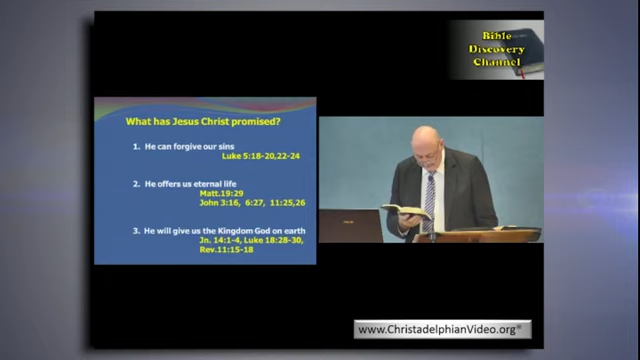 Bible
Discovery
Channel
What has Jesus Christ promised?
1. He can forgive our sins
Luke 5:18-20,22-24
2. He offers us eternal life
Matt.19:29
John 3:16, 6:27, 11:25,26
3. He will give us the Kingdom God on earth
Jn. 14:1-4, Luke 18:28-30,
Rev.11:15-18
www.ChristadelphianVideo.org®